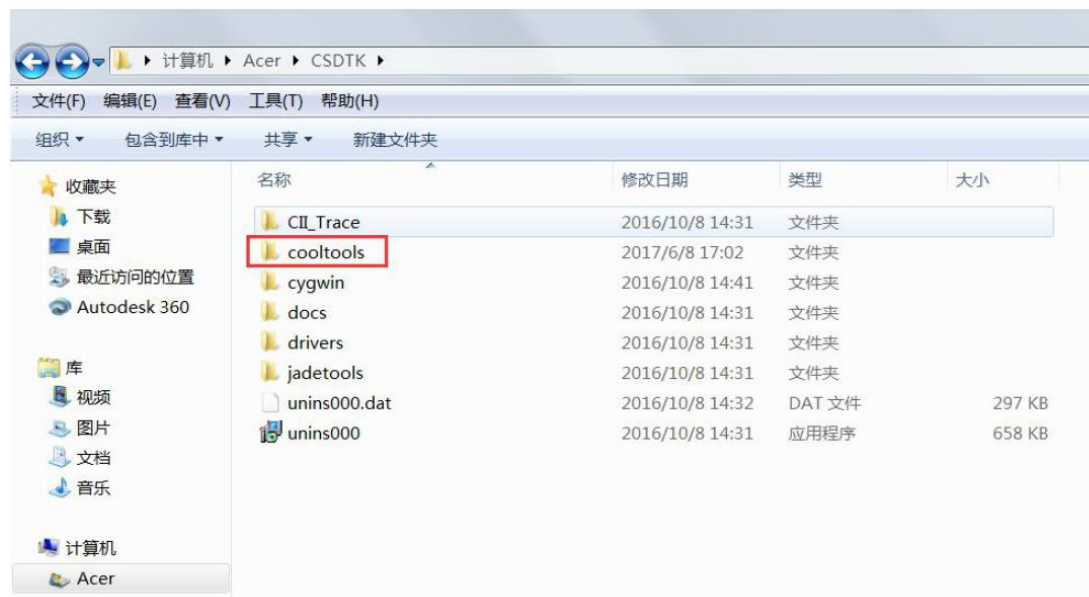 计算机 Acer CSDTK
文件(F) 编辑(E) 查看(V) 工具(T) 帮助(H)
组织 包含到库中 共享 新建文件夹
收藏夹
下载
桌面
最近访问的位置
Autodesk 360
库
视频
图片
文档
音乐
计算机
Acer
名称 修改日期 类型 大小
CII_Trace 2016/10/8 14:31 文件夹
cooltools 2017/6/8 17:02 文件夹
cygwin 2016/10/8 14:41 文件夹
docs 2016/10/8 14:31 文件夹
drivers 2016/10/8 14:31 文件夹
jadetools 2016/10/8 14:31 文件夹
unins000.dat 2016/10/8 14:32 DAT 文件 297 KB
unins000 2016/10/8 14:31 应用程序 658 KB